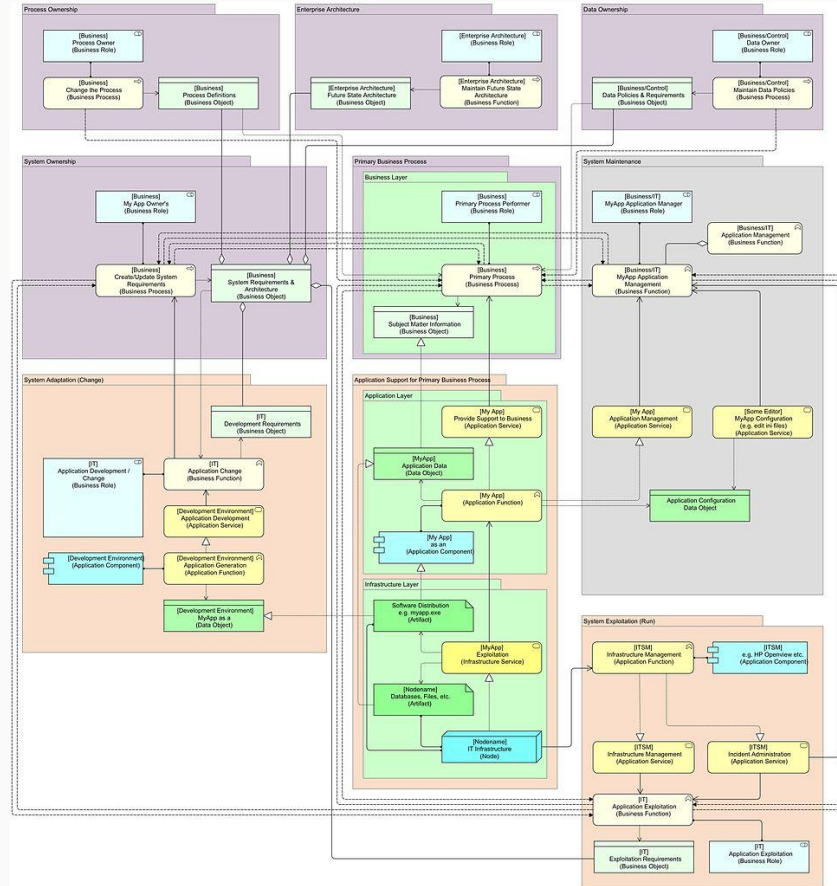 Process Ownership
[Business]
Process Owner
(Business Role)
[Business]
Change the Process
(Business Process)
[Business]
Process Definitions
(Business Object)
Enterprise Architecture
[Enterprise Architecture]
(Business Role)
[Enterprise Architecture]
Future State Architecture
(Business Object)
[Enterprise Architecture]
Maintain Future State
Architecture
(Business Function)
Data Ownership
[Business/Control]
Data Owner
(Business Role)
[Business/Control]
Data Policies & Requirements
(Business Object)
[Business/Control]
Maintain Data Policies
(Business Process)
System Ownership
[Business]
My App Owner's
(Business Role)
[Business]
Create/Update System
Requirements
(Business Process)
[Business]
System Requirements &
Architecture
(Business Object)
Primary Business Process
Business Layer
[Business]
Primary Process Performer
(Business Role)
[Business]
Primary Process
(Business Process)
[Business]
Subject Matter Information
(Business Object)
System Maintenance
[Business/IT]
MyApp Application Manager
(Business Role)
[Business/IT]
Application Management
(Business Function)
[Business/IT]
MyApp Application
Management
(Business Function)
[My App]
Application Management
(Application Service)
[Some Editor]
MyApp Configuration
(e.g. edit ini files)
(Application Service)
Application Configuration
Data Object
System Adaptation (Change)
[IT]
Development Requirements
(Business Object)
[IT]
Application Development /
Change
(Business Role)
[IT]
Application Change
(Business Function)
[Development Environment]
Application Development
(Application Service)
[Development Environment]
(Application Component)
[Development Environment]
Application Generation
(Application Function)
[Development Environment]
MyApp as a
(Data Object)
Application Support for Primary Business Process
Application Layer
[My App]
Provide Support to Business
(Application Service)
[MyApp]
Application Data
(Data Object)
[My App]
(Application Function)
[My App]
as an
(Application Component)
Infrastructure Layer
Software Distribution
e.g. myapp.exe
(Artifact)
[MyApp]
Exploitation
(Infrastructure Service)
[Nodename]
Databases, Files, etc.
(Artifact)
[Nodename]
IT Infrastructure
(Node)
System Exploitation (Run)
[ITSM]
Infrastructure Management
(Application Function)
[ITSM]
e.g. HP Openview etc.
(Application Component)
[ITSM]
Infrastructure Management
(Application Service)
[ITSM]
Incident Administration
(Application Service)
[IT]
Application Exploitation
(Business Function)
[IT]
Exploitation Requirements
(Business Object)
[IT]
Application Exploitation
(Business Role)